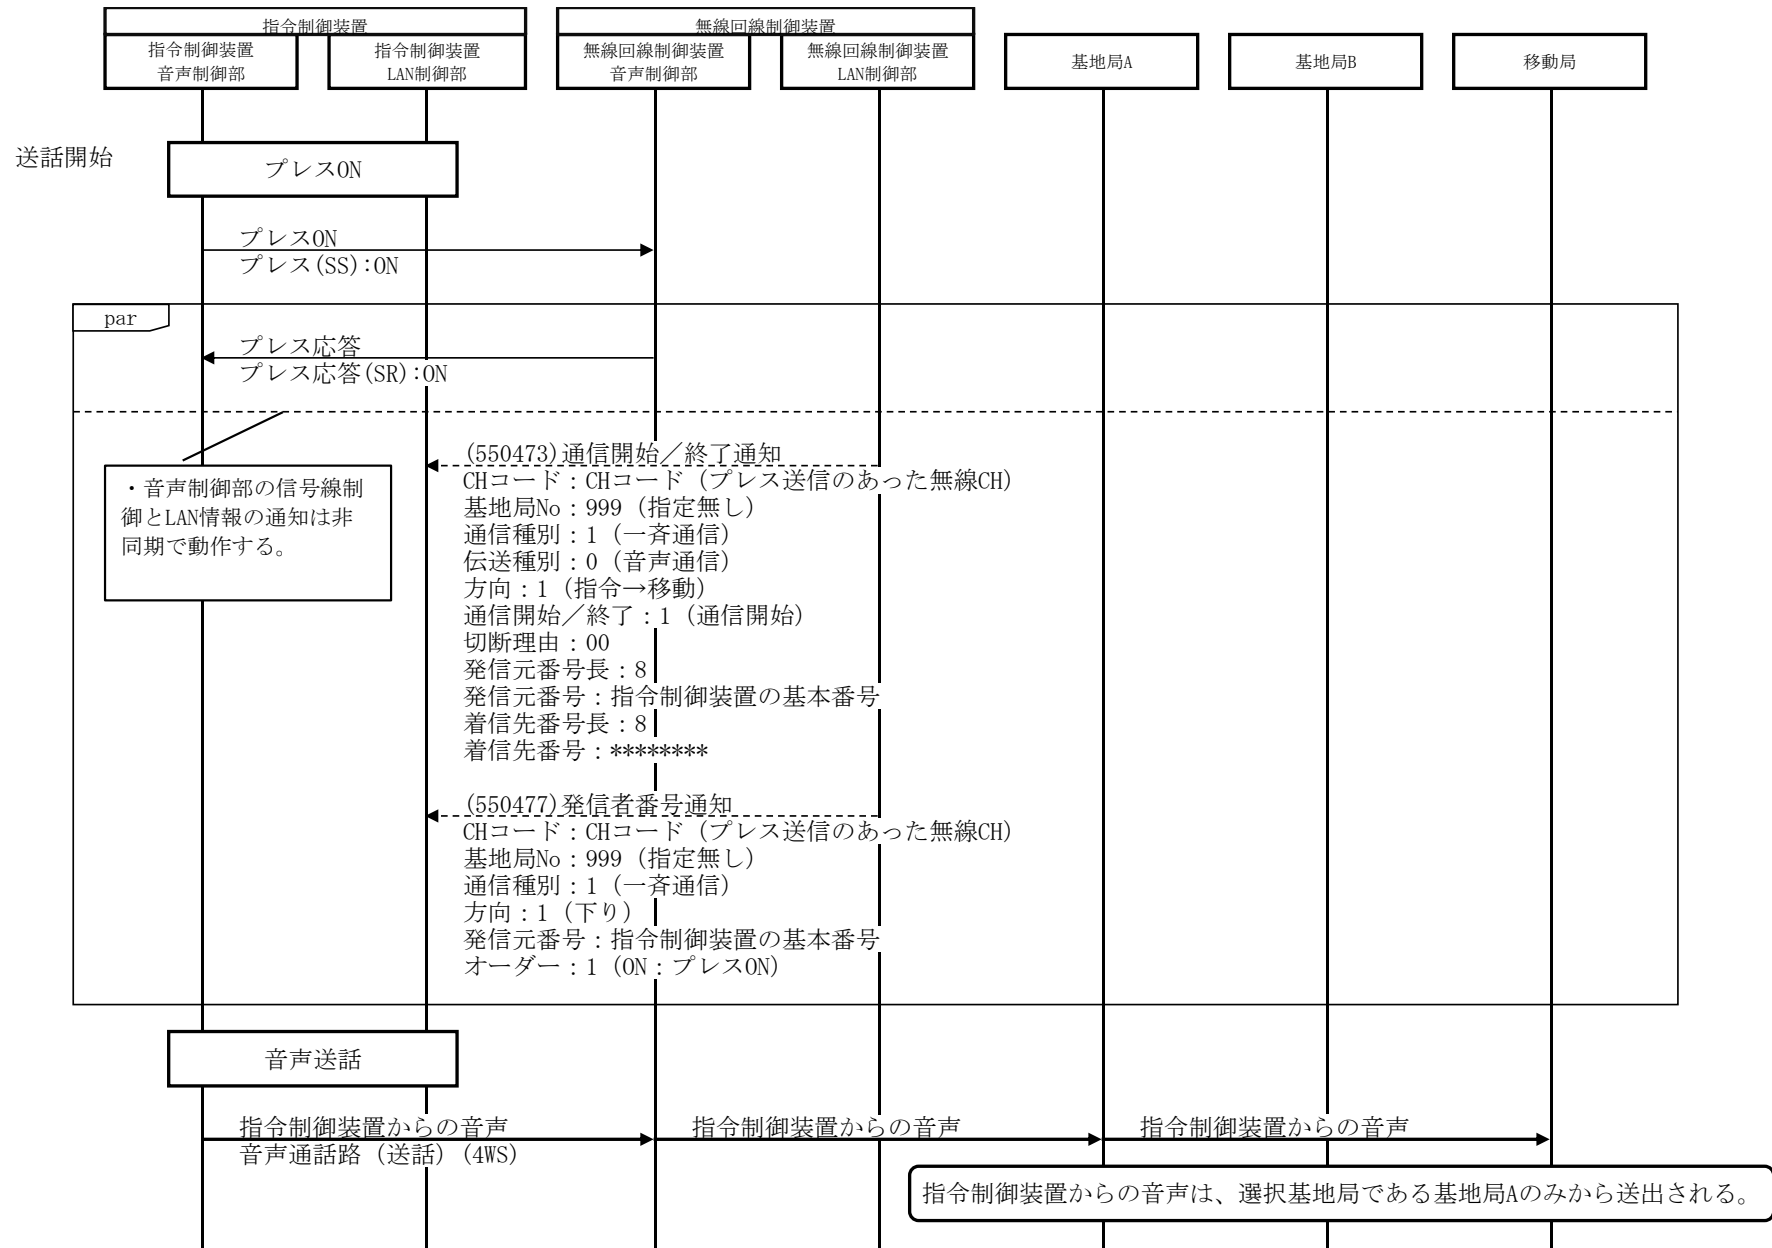 指令制御装置
無線回線制御装置
指令制御装置
音声制御部
指令制御装置
LAN制御部
無線回線制御装置
音声制御部
無線回線制御装置
LAN制御部
基地局A
基地局B
移動局
送話開始
プレスON
プレスON
プレス(SS):ON
par
プレス応答
プレス応答(SR):ON
・音声制御部の信号線制
御とLAN情報の通知は非
同期で動作する。
(550473)通信開始／終了通知
CHコード：CHコード（プレス送信のあった無線CH）
基地局No：999（指定無し）
通信種別：1（一斉通信）
伝送種別：0（音声通信）
方向：1（指令→移動）
通信開始／終了：1（通信開始）
切断理由：00
発信元番号長：8
発信元番号：指令制御装置の基本番号
着信先番号長：8
着信先番号：********
(550477)発信者番号通知
CHコード：CHコード（プレス送信のあった無線CH）
基地局No：999（指定無し）
通信種別：1（一斉通信）
方向：1（下り）
発信元番号：指令制御装置の基本番号
オーダー：1（ON：プレスON）
音声送話
指令制御装置からの音声
音声通話路（送話）(4WS)
指令制御装置からの音声
指令制御装置からの音声
指令制御装置からの音声は、選択基地局である基地局Aのみから送出される。